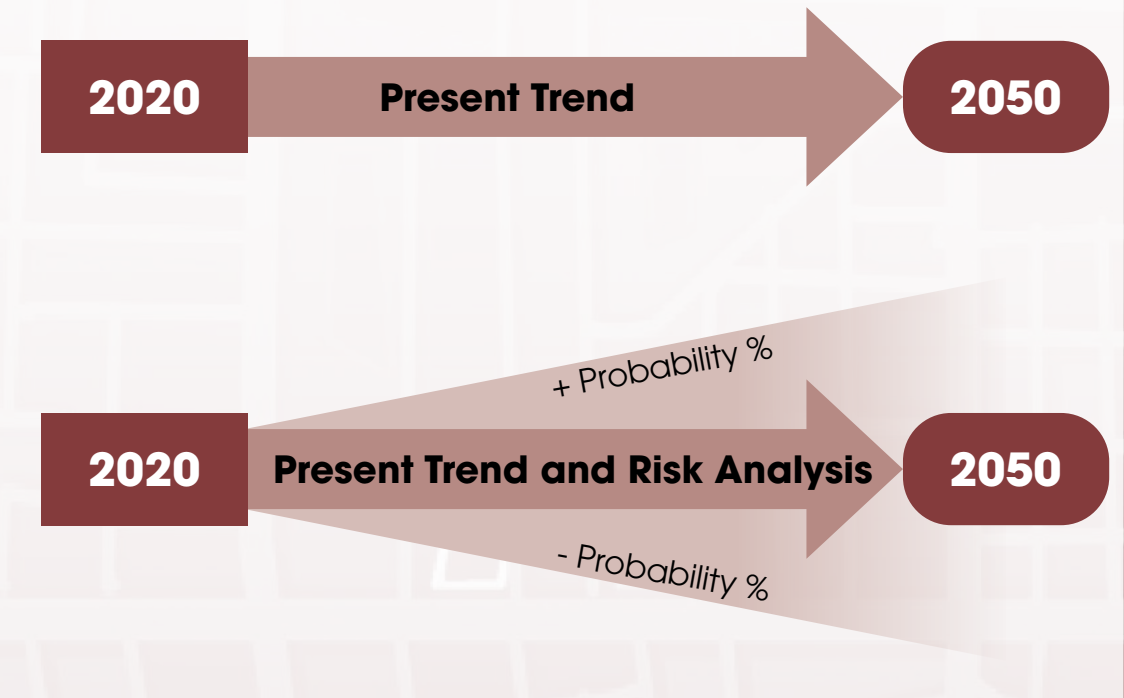 2020
Present Trend
2050
+ Probability %
2020
Present Trend and Risk Analysis
2050
- Probability %